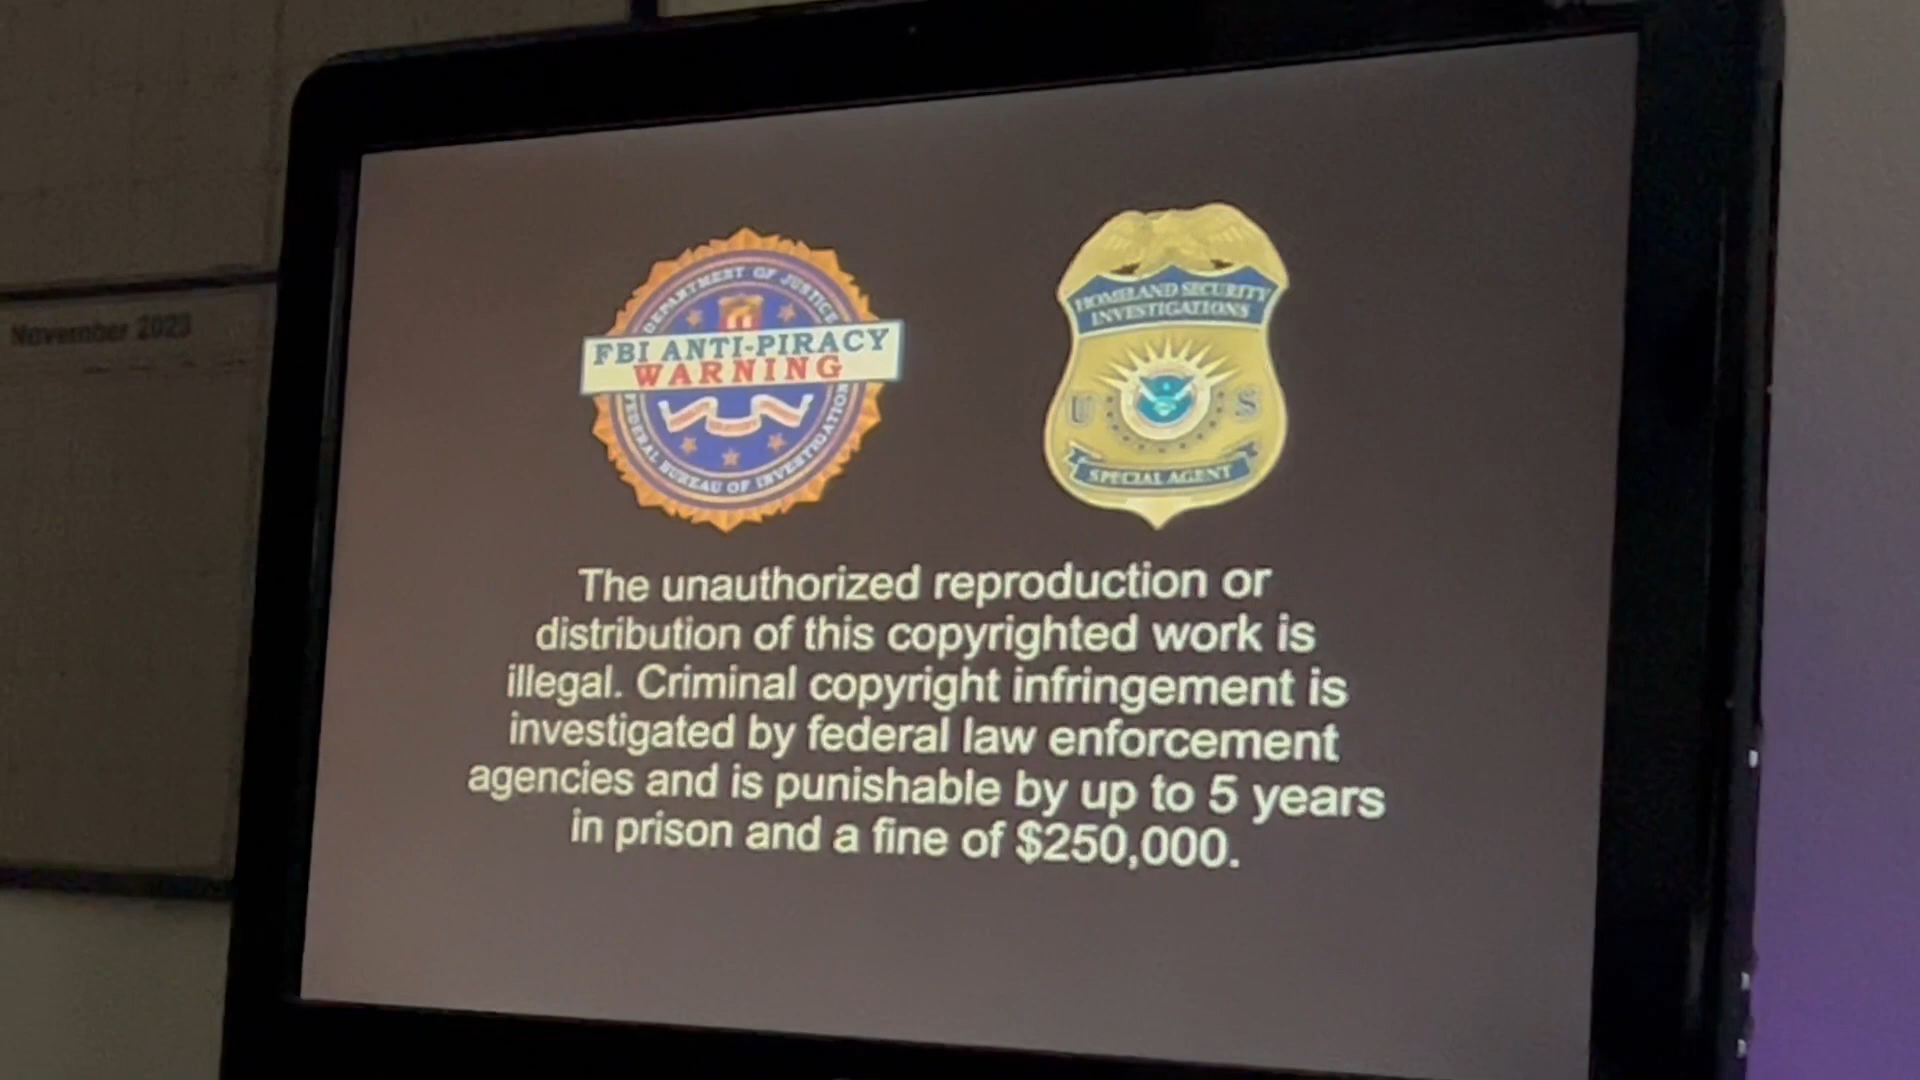 November 2023
DEPARTMENT OF JUSTICE
FBI ANTI-PIRACY
WARNING
FEDERAL BUREAU OF INVESTIGATION
HOMELAND SECURITY
INVESTIGATIONS
U S
SPECIAL AGENT
The unauthorized reproduction or
distribution of this copyrighted work is
illegal. Criminal copyright infringement is
investigated by federal law enforcement
agencies and is punishable by up to 5 years
in prison and a fine of $250,000.